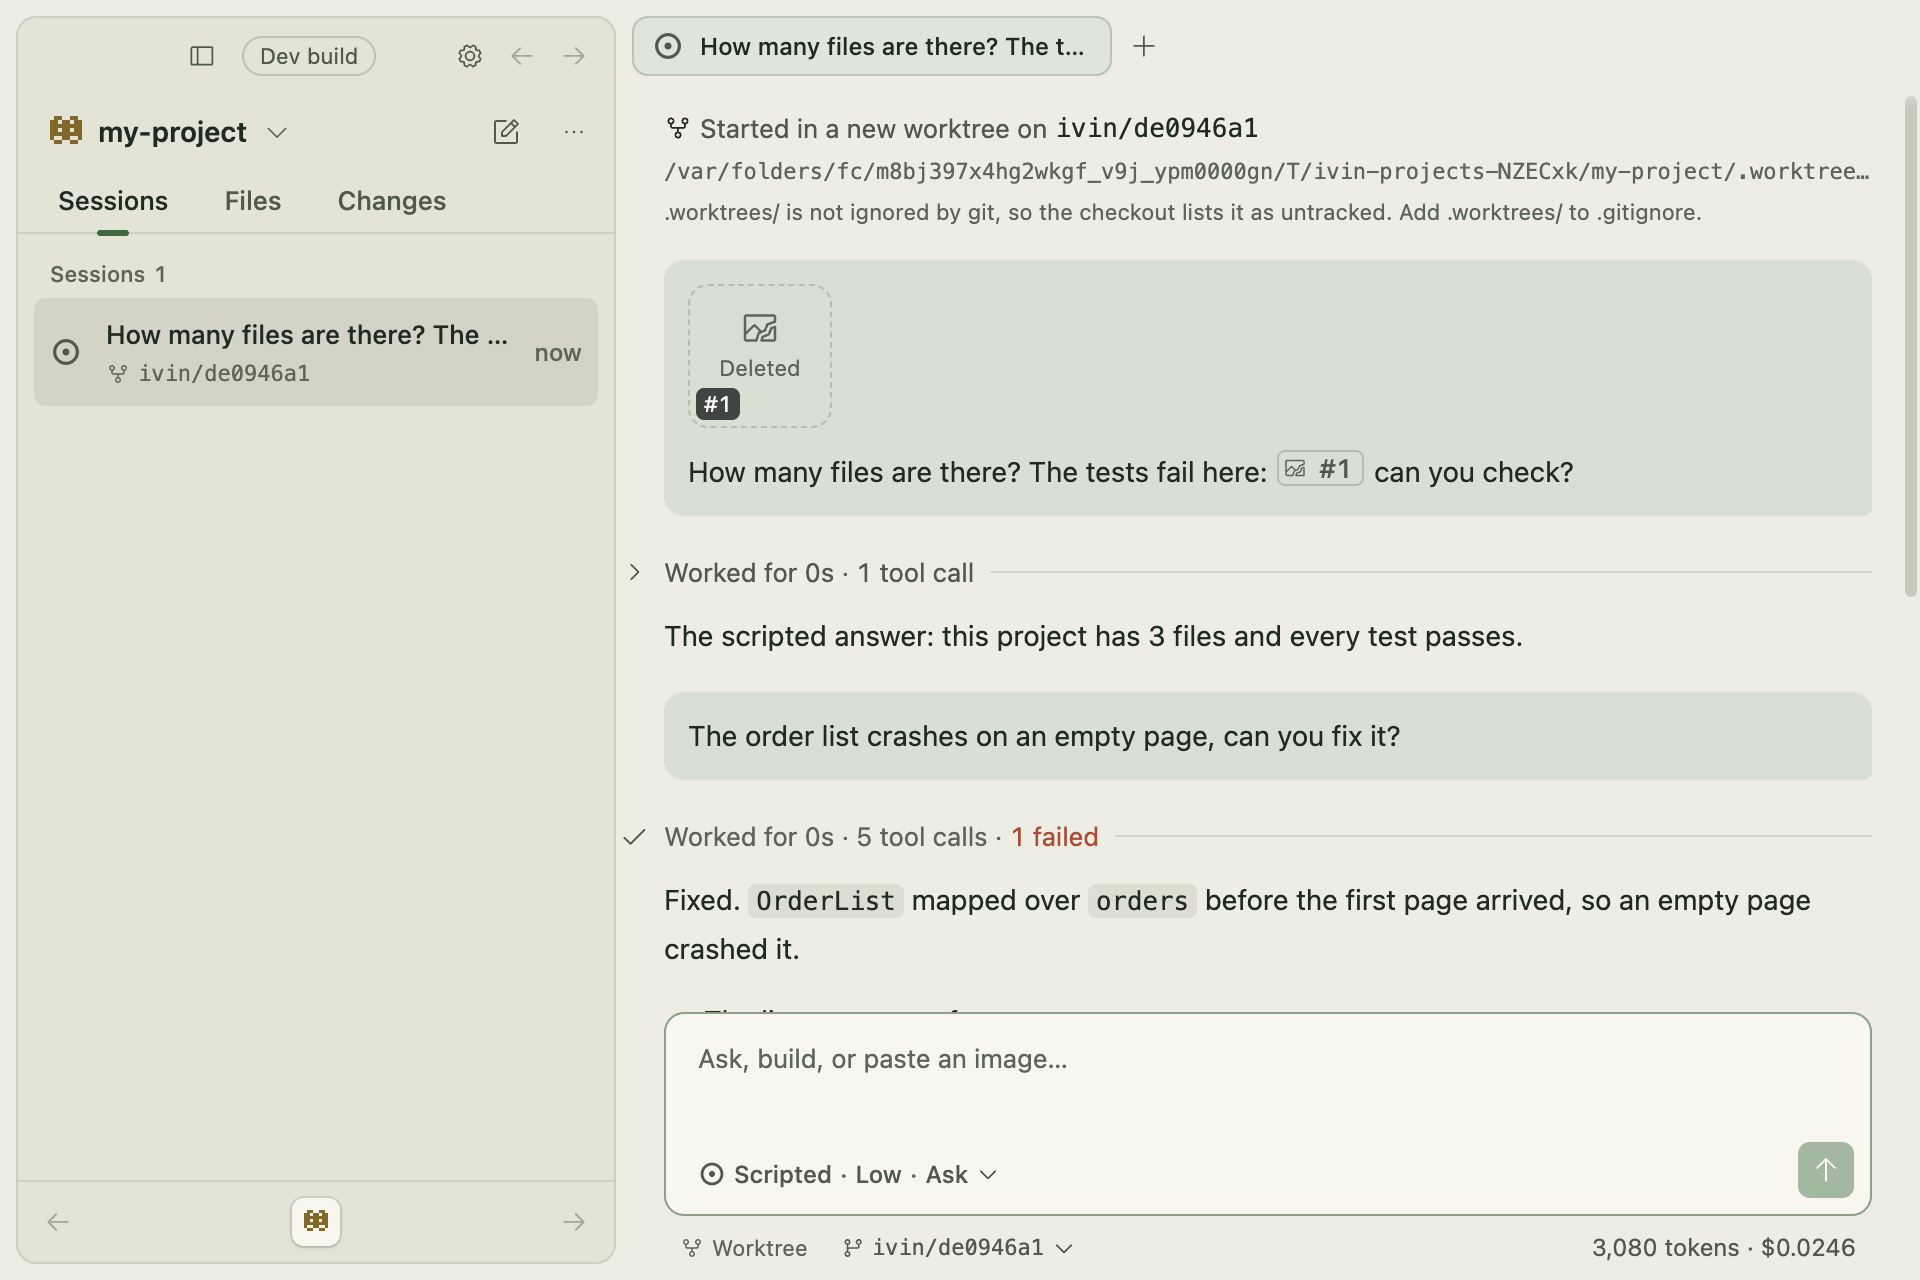 Dev build
my-project
Sessions Files Changes
Sessions 1
How many files are there? The ...
now
ivin/de0946a1
How many files are there? The t...
Started in a new worktree on ivin/de0946a1
/var/folders/fc/m8bj397x4hg2wkgf_v9j_ypm0000gn/T/ivin-projects-NZECxk/my-project/.worktree…
.worktrees/ is not ignored by git, so the checkout lists it as untracked. Add .worktrees/ to .gitignore.
Deleted
#1
How many files are there? The tests fail here: #1 can you check?
Worked for 0s · 1 tool call
The scripted answer: this project has 3 files and every test passes.
The order list crashes on an empty page, can you fix it?
Worked for 0s · 5 tool calls · 1 failed
Fixed. OrderList mapped over orders before the first page arrived, so an empty page
crashed it.
Ask, build, or paste an image...
Scripted · Low · Ask
Worktree ivin/de0946a1
3,080 tokens · $0.0246